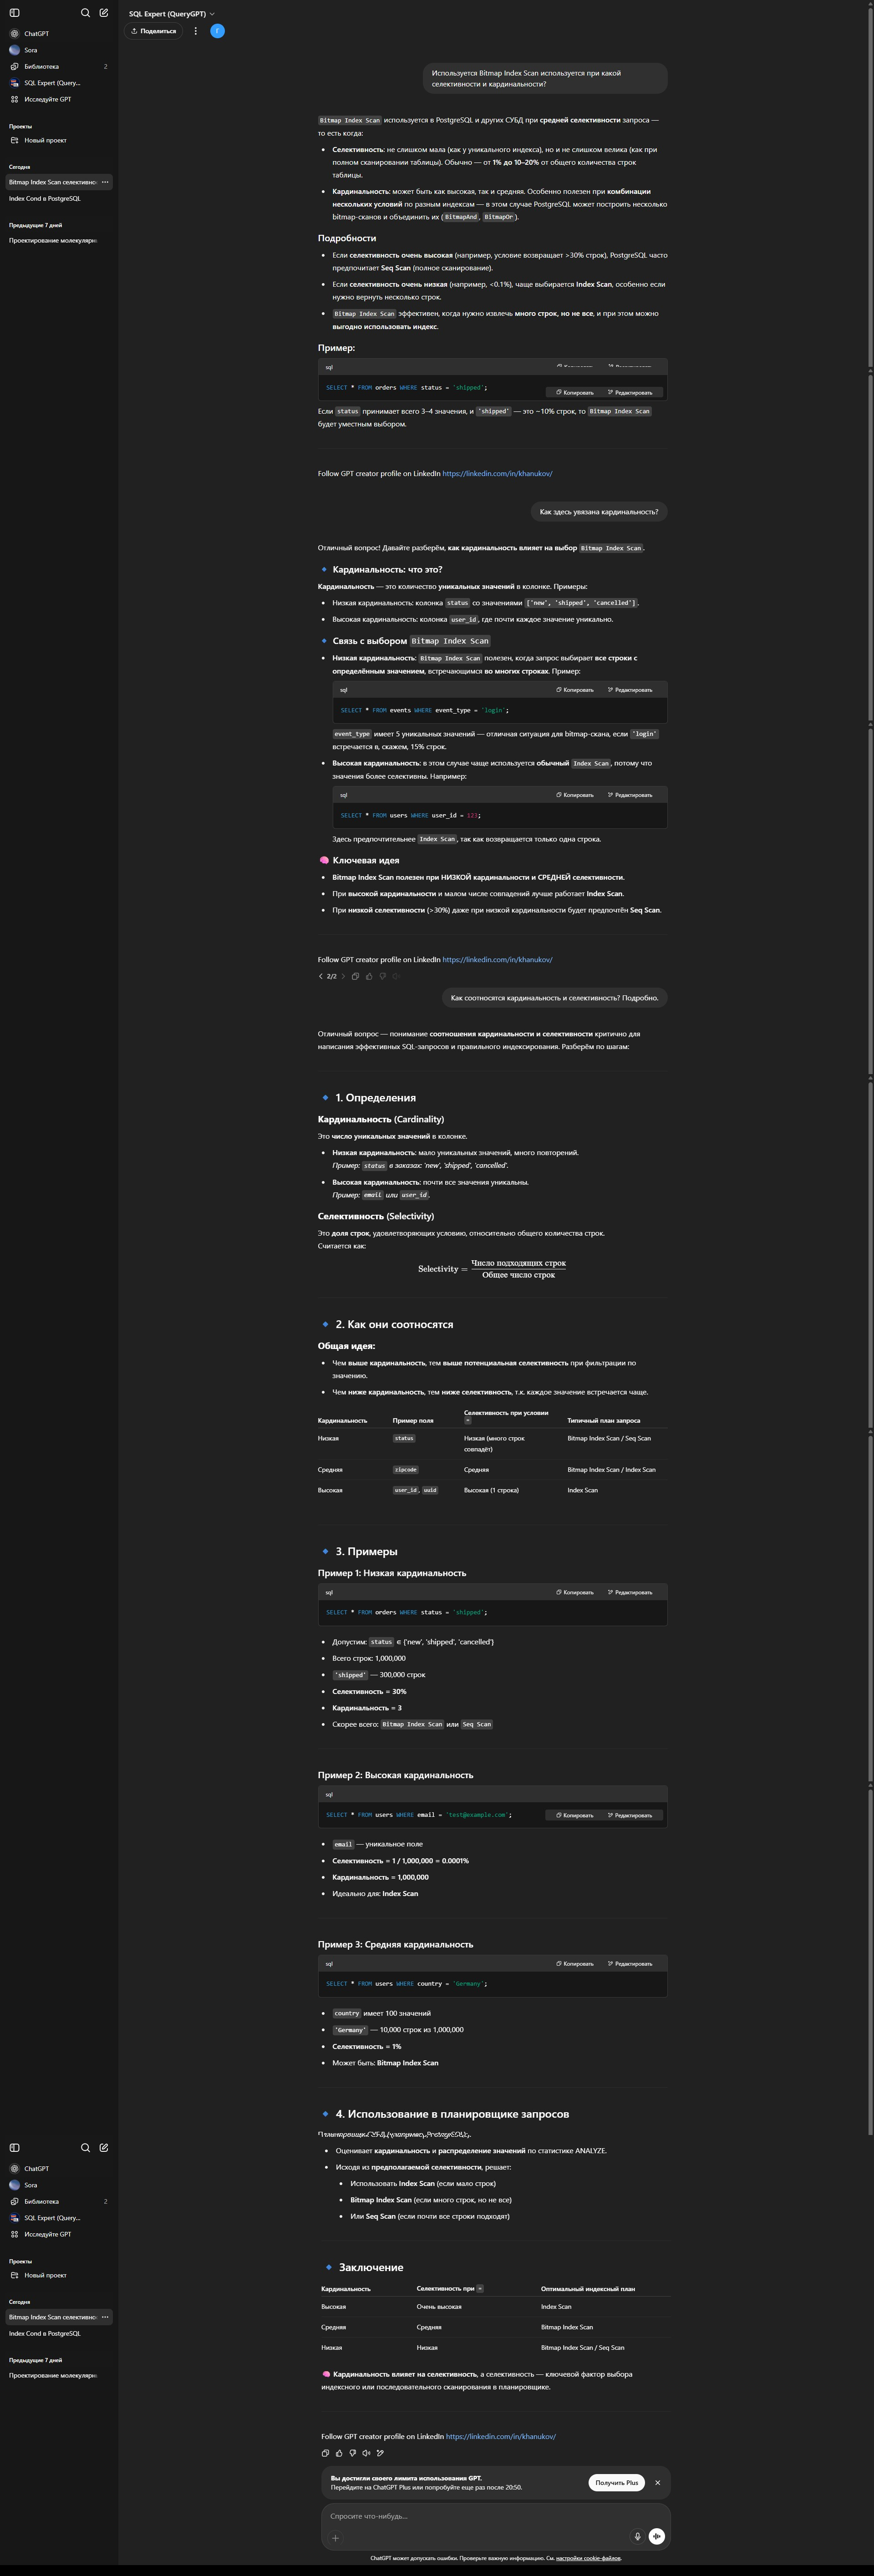 SQL Expert (QueryGPT)
Поделиться
Г
ChatGPT
Sora
Библиотека 2
SQL Expert (Query...
Исследуйте GPT
Проекты
Новый проект
Сегодня
Bitmap Index Scan селективно
Index Cond в PostgreSQL
Предыдущие 7 дней
Проектирование молекулярн
Используется Bitmap Index Scan используется при какой
селективности и кардинальности?
Bitmap Index Scan используется в PostgreSQL и других СУБД при средней селективности запроса —
то есть когда:
• Селективность: не слишком мала (как у уникального индекса), но и не слишком велика (как при
полном сканировании таблицы). Обычно — от 1% до 10–20% от общего количества строк
таблицы.
• Кардинальность: может быть как высокая, так и средняя. Особенно полезен при комбинации
нескольких условий по разным индексам — в этом случае PostgreSQL может построить несколько
bitmap-сканов и объединить их (BitmapAnd, BitmapOr).
Подробности
• Если селективность очень высокая (например, условие возвращает >30% строк), PostgreSQL часто
предпочитает Seq Scan (полное сканирование).
• Если селективность очень низкая (например, <0.1%), чаще выбирается Index Scan, особенно если
нужно вернуть несколько строк.
• Bitmap Index Scan эффективен, когда нужно извлечь много строк, но не все, и при этом можно
выгодно использовать индекс.
Пример:
sql
SELECT * FROM orders WHERE status = 'shipped';
Копировать Редактировать
Если status принимает всего 3–4 значения, и 'shipped' — это ~10% строк, то Bitmap Index Scan
будет уместным выбором.
Follow GPT creator profile on LinkedIn https://linkedin.com/in/khanukov/
Как здесь увязана кардинальность?
Отличный вопрос! Давайте разберём, как кардинальность влияет на выбор Bitmap Index Scan.
Кардинальность: что это?
Кардинальность — это количество уникальных значений в колонке. Примеры:
• Низкая кардинальность: колонка status со значениями ['new', 'shipped', 'cancelled'].
• Высокая кардинальность: колонка user_id, где почти каждое значение уникально.
Связь с выбором Bitmap Index Scan
• Низкая кардинальность: Bitmap Index Scan полезен, когда запрос выбирает все строки с
определённым значением, встречающимся во многих строках. Пример:
sql Копировать Редактировать
SELECT * FROM events WHERE event_type = 'login';
event_type имеет 5 уникальных значений — отличная ситуация для bitmap-скана, если 'login'
встречается в, скажем, 15% строк.
• Высокая кардинальность: в этом случае чаще используется обычный Index Scan, потому что
значения более селективны. Например:
sql Копировать Редактировать
SELECT * FROM users WHERE user_id = 123;
Здесь предпочтительнее Index Scan, так как возвращается только одна строка.
🧠 Ключевая идея
• Bitmap Index Scan полезен при НИЗКОЙ кардинальности и СРЕДНЕЙ селективности.
• При высокой кардинальности и малом числе совпадений лучше работает Index Scan.
• При низкой селективности (>30%) даже при низкой кардинальности будет предпочтён Seq Scan.
Follow GPT creator profile on LinkedIn https://linkedin.com/in/khanukov/
2/2
Как соотносятся кардинальность и селективность? Подробно.
Отличный вопрос — понимание соотношения кардинальности и селективности критично для
написания эффективных SQL-запросов и правильного индексирования. Разберём по шагам:
1. Определения
Кардинальность (Cardinality)
Это число уникальных значений в колонке.
• Низкая кардинальность: мало уникальных значений, много повторений.
Пример: status в заказах: 'new', 'shipped', 'cancelled'.
• Высокая кардинальность: почти все значения уникальны.
Пример: email или user_id.
Селективность (Selectivity)
Это доля строк, удовлетворяющих условию, относительно общего количества строк.
Считается как:
Selectivity = Число подходящих строк
Общее число строк
2. Как они соотносятся
Общая идея:
• Чем выше кардинальность, тем выше потенциальная селективность при фильтрации по
значению.
• Чем ниже кардинальность, тем ниже селективность, т.к. каждое значение встречается чаще.
Кардинальность Пример поля Селективность при условии = Типичный план запроса
Низкая status Низкая (много строк совпадёт) Bitmap Index Scan / Seq Scan
Средняя zipcode Средняя Bitmap Index Scan / Index Scan
Высокая user_id, uuid Высокая (1 строка) Index Scan
3. Примеры
Пример 1: Низкая кардинальность
sql Копировать Редактировать
SELECT * FROM orders WHERE status = 'shipped';
• Допустим: status ∈ {'new', 'shipped', 'cancelled'}
• Всего строк: 1,000,000
• 'shipped' — 300,000 строк
• Селективность = 30%
• Кардинальность = 3
• Скорее всего: Bitmap Index Scan или Seq Scan
Пример 2: Высокая кардинальность
sql
SELECT * FROM users WHERE email = 'test@example.com';
Копировать Редактировать
• email — уникальное поле
• Селективность = 1 / 1,000,000 = 0.0001%
• Кардинальность = 1,000,000
• Идеально для: Index Scan
Пример 3: Средняя кардинальность
sql Копировать Редактировать
SELECT * FROM users WHERE country = 'Germany';
• country имеет 100 значений
• 'Germany' — 10,000 строк из 1,000,000
• Селективность = 1%
• Может быть: Bitmap Index Scan
4. Использование в планировщике запросов
• Оценивает кардинальность и распределение значений по статистике ANALYZE.
• Исходя из предполагаемой селективности, решает:
• Использовать Index Scan (если мало строк)
• Bitmap Index Scan (если много строк, но не все)
• Или Seq Scan (если почти все строки подходят)
ChatGPT
Sora
Библиотека 2
SQL Expert (Query...
Исследуйте GPT
Проекты
Новый проект
Сегодня
Bitmap Index Scan селективно
Index Cond в PostgreSQL
Предыдущие 7 дней
Проектирование молекулярн
Заключение
Кардинальность Селективность при = Оптимальный индексный план
Высокая Очень высокая Index Scan
Средняя Средняя Bitmap Index Scan
Низкая Низкая Bitmap Index Scan / Seq Scan
🧠 Кардинальность влияет на селективность, а селективность — ключевой фактор выбора
индексного или последовательного сканирования в планировщике.
Follow GPT creator profile on LinkedIn https://linkedin.com/in/khanukov/
Вы достигли своего лимита использования GPT.
Перейдите на ChatGPT Plus или попробуйте еще раз после 20:50.
Получить Plus
Спросите что-нибудь...
ChatGPT может допускать ошибки. Проверьте важную информацию. См. настройки cookie-файлов.